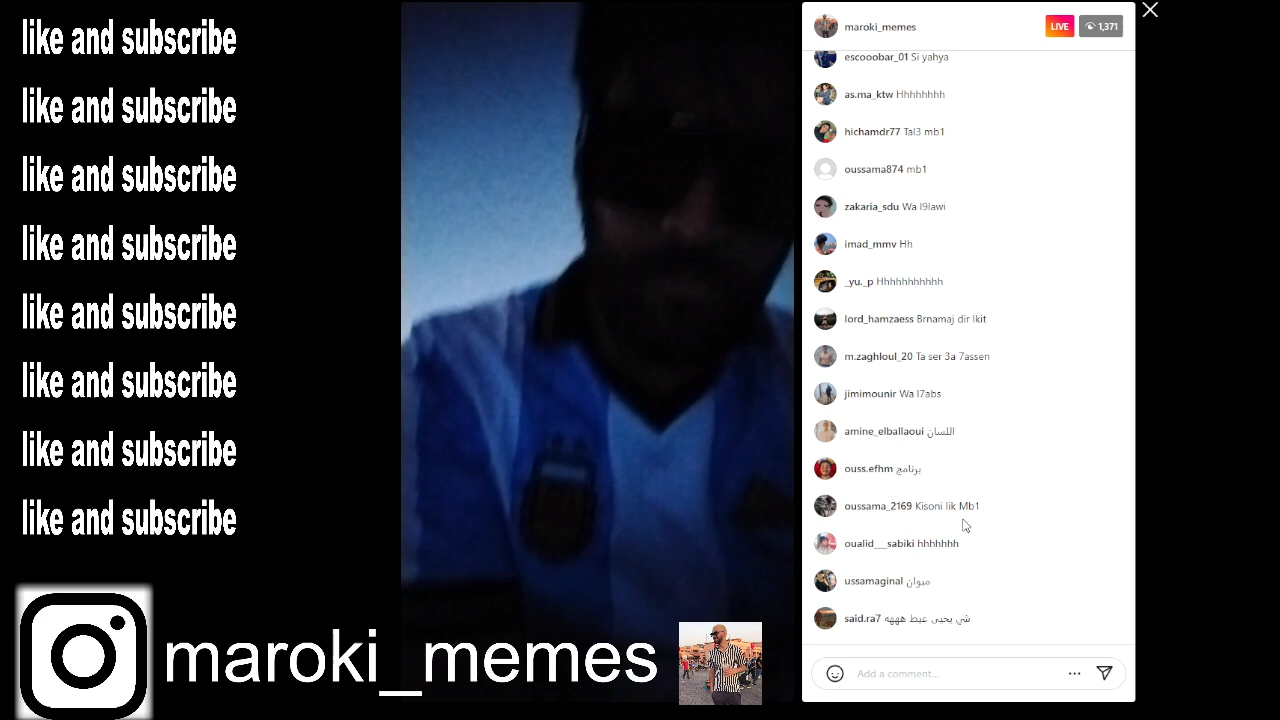 like and subscribe
like and subscribe
like and subscribe
like and subscribe
like and subscribe
like and subscribe
like and subscribe
like and subscribe
maroki_memes
maroki_memes
LIVE 1,371
escooobar_01 Si yahya
as.ma_ktw Hhhhhhhh
hichamdr77 Tal3 mb1
oussama874 mb1
zakaria_sdu Wa l9lawi
imad_mmv Hh
_yu._p Hhhhhhhhhhh
lord_hamzaess Brnamaj dir lkit
m.zaghloul_20 Ta ser 3a 7assen
jimimounir Wa l7abs
amine_elballaoui اللسان
ouss.efhm برنامج
oussama_2169 Kisoni lik Mb1
oualid___sabiki hhhhhhh
ussamaginal ميوان
said.ra7 شي يحيى عيط هههه
Add a comment...